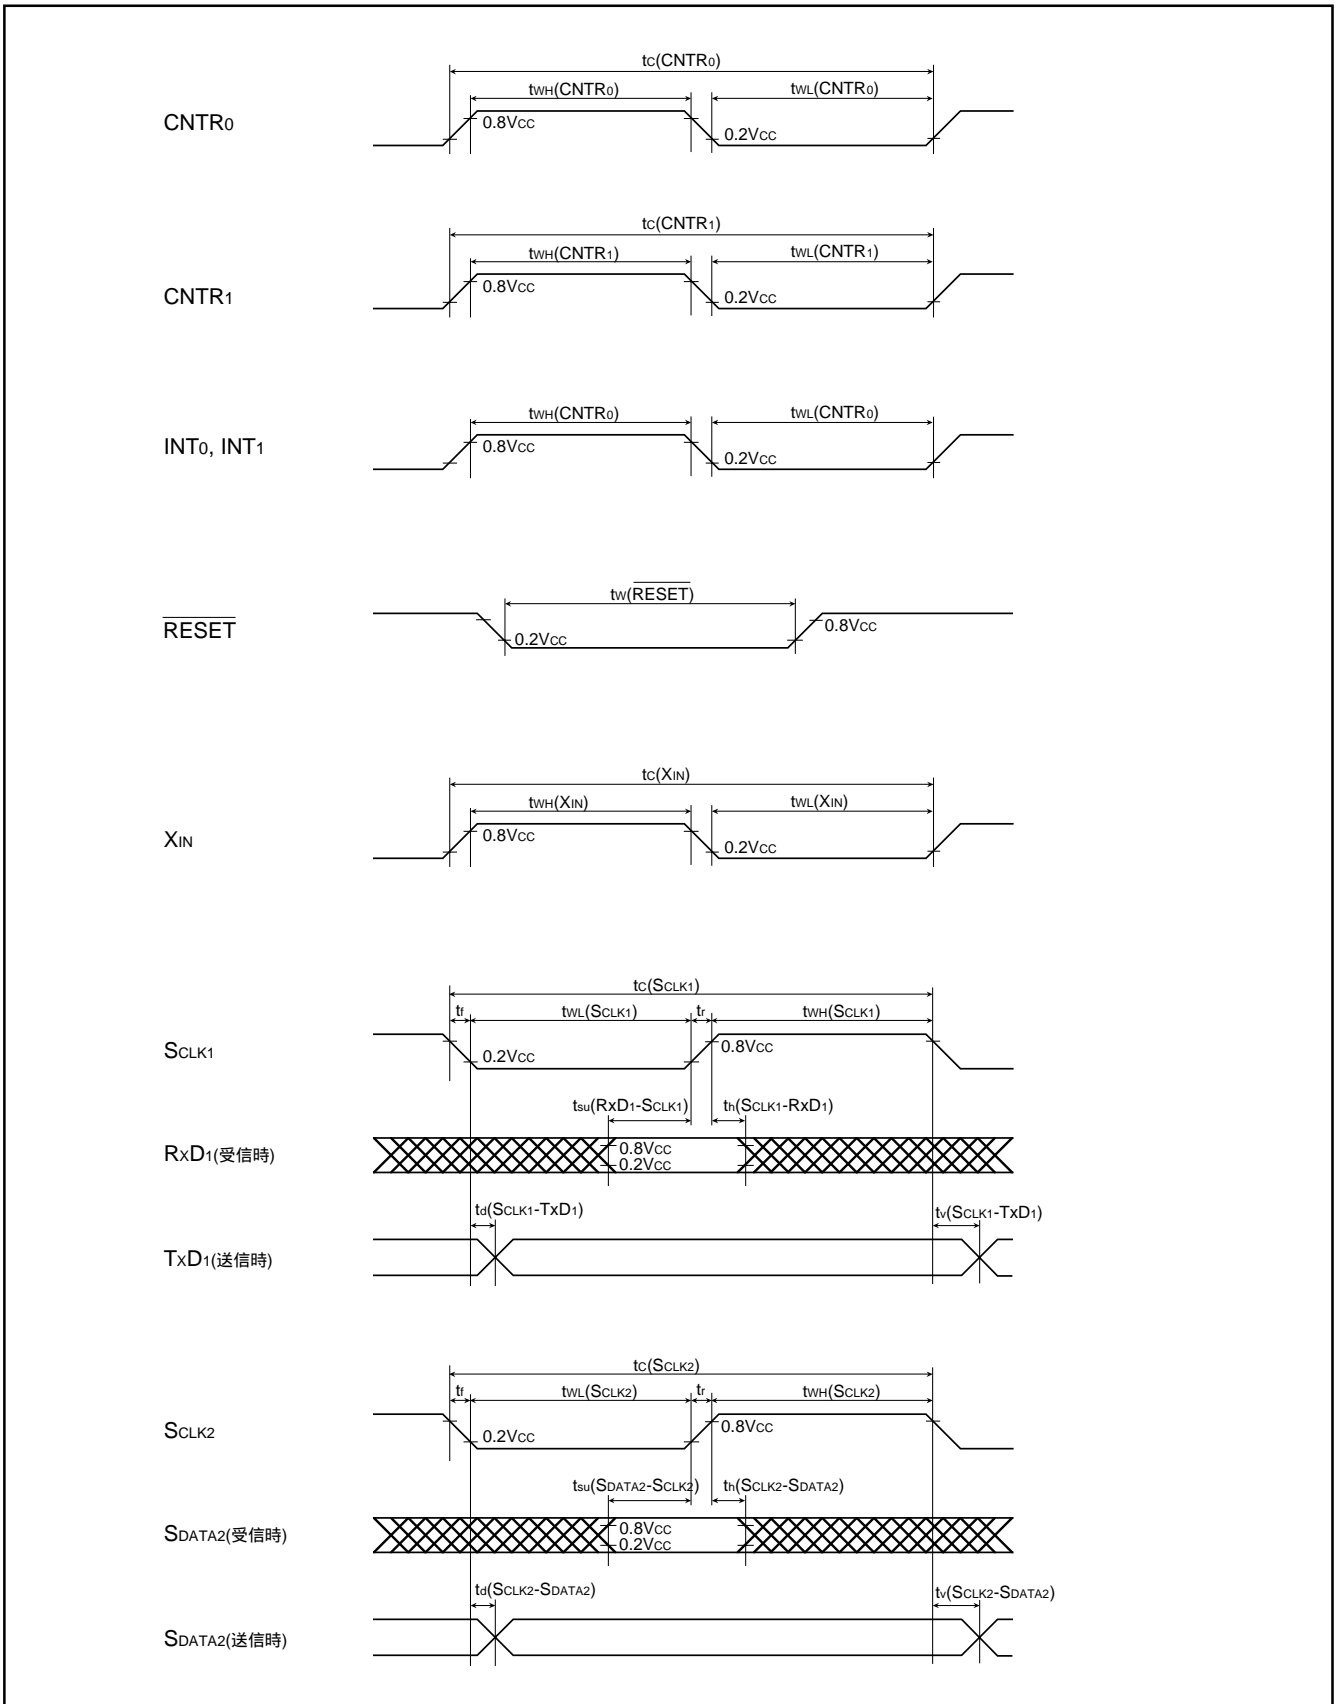 tC(CNTR0)
tWH(CNTR0) tWL(CNTR0)
CNTR0 0.8VCC 0.2VCC
tC(CNTR1)
tWH(CNTR1) tWL(CNTR1)
CNTR1 0.8VCC 0.2VCC
tWH(CNTR0) tWL(CNTR0)
INT0, INT1 0.8VCC 0.2VCC
tW(RESET)
RESET 0.2VCC 0.8VCC
tC(XIN)
tWH(XIN) tWL(XIN)
XIN 0.8VCC 0.2VCC
tC(SCLK1)
tf tWL(SCLK1) tr tWH(SCLK1)
SCLK1 0.2VCC 0.8VCC
tsu(RxD1-SCLK1) th(SCLK1-RxD1)
RXD1(受信時) 0.8VCC
0.2VCC
td(SCLK1-TxD1) tv(SCLK1-TxD1)
TXD1(送信時)
tC(SCLK2)
tf tWL(SCLK2) tr tWH(SCLK2)
SCLK2 0.2VCC 0.8VCC
tsu(SDATA2-SCLK2) th(SCLK2-SDATA2)
SDATA2(受信時) 0.8VCC
0.2VCC
td(SCLK2-SDATA2) tv(SCLK2-SDATA2)
SDATA2(送信時)